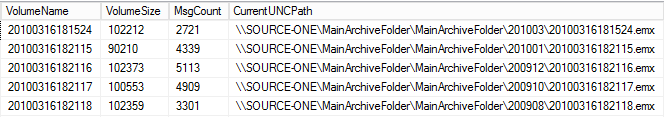 VolumeName VolumeSize MsgCount CurrentUNCPath
20100316181524 102212 2721 \\SOURCE-ONE\MainArchiveFolder\MainArchiveFolder\201003\20100316181524.emx
20100316182115 90210 4339 \\SOURCE-ONE\MainArchiveFolder\MainArchiveFolder\201001\20100316182115.emx
20100316182116 102373 5113 \\SOURCE-ONE\MainArchiveFolder\MainArchiveFolder\200912\20100316182116.emx
20100316182117 100553 4909 \\SOURCE-ONE\MainArchiveFolder\MainArchiveFolder\200910\20100316182117.emx
20100316182118 102359 3301 \\SOURCE-ONE\MainArchiveFolder\MainArchiveFolder\200908\20100316182118.emx